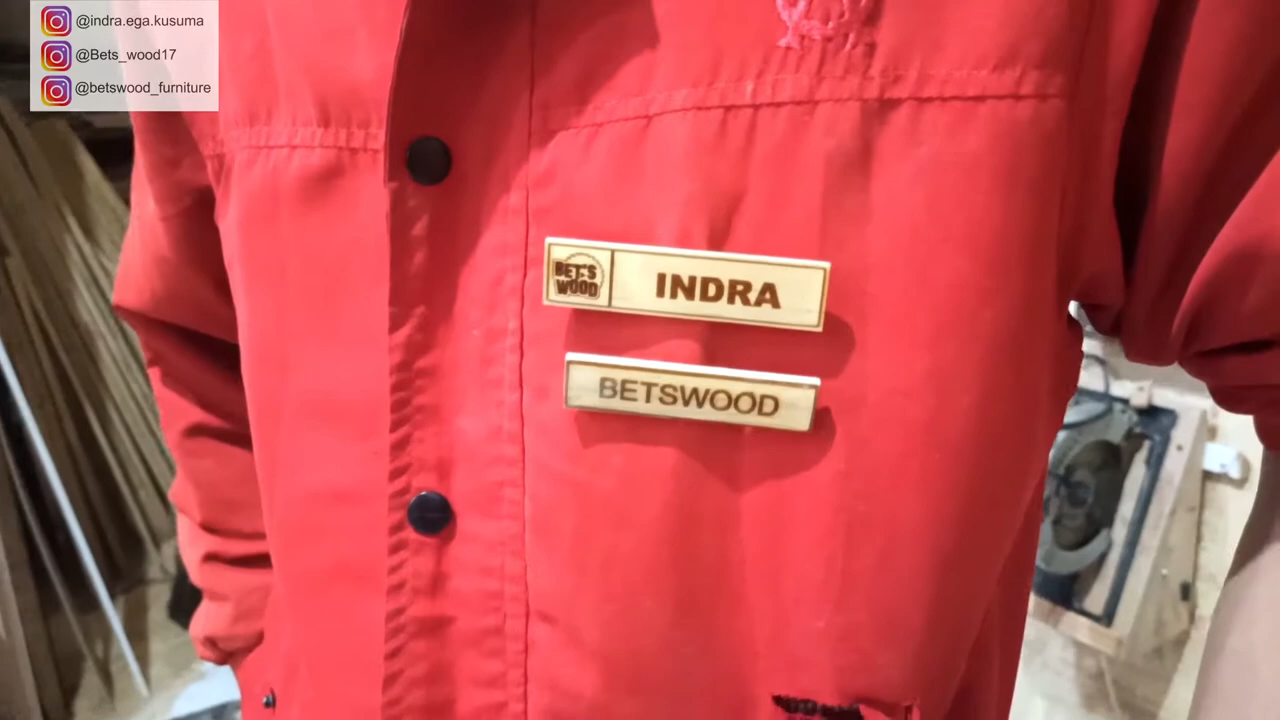 @indra.ega.kusuma
@Bets_wood17
@betswood_furniture
BET'S
WOOD
INDRA
BETSWOOD